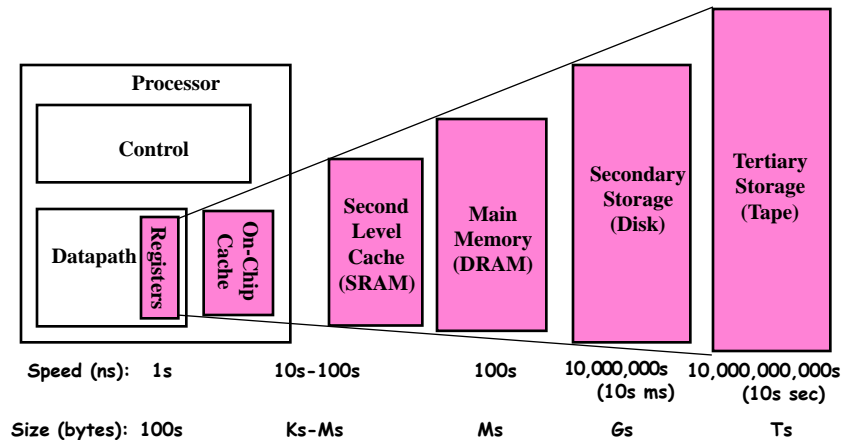 Processor
Control
Datapath
Registers
On-Chip
Cache
Second
Level
Cache
(SRAM)
Main
Memory
(DRAM)
Secondary
Storage
(Disk)
Tertiary
Storage
(Tape)
Speed (ns): 1s 10s-100s 100s 10,000,000s 10,000,000,000s
(10s ms) (10s sec)
Size (bytes): 100s Ks-Ms Ms Gs Ts